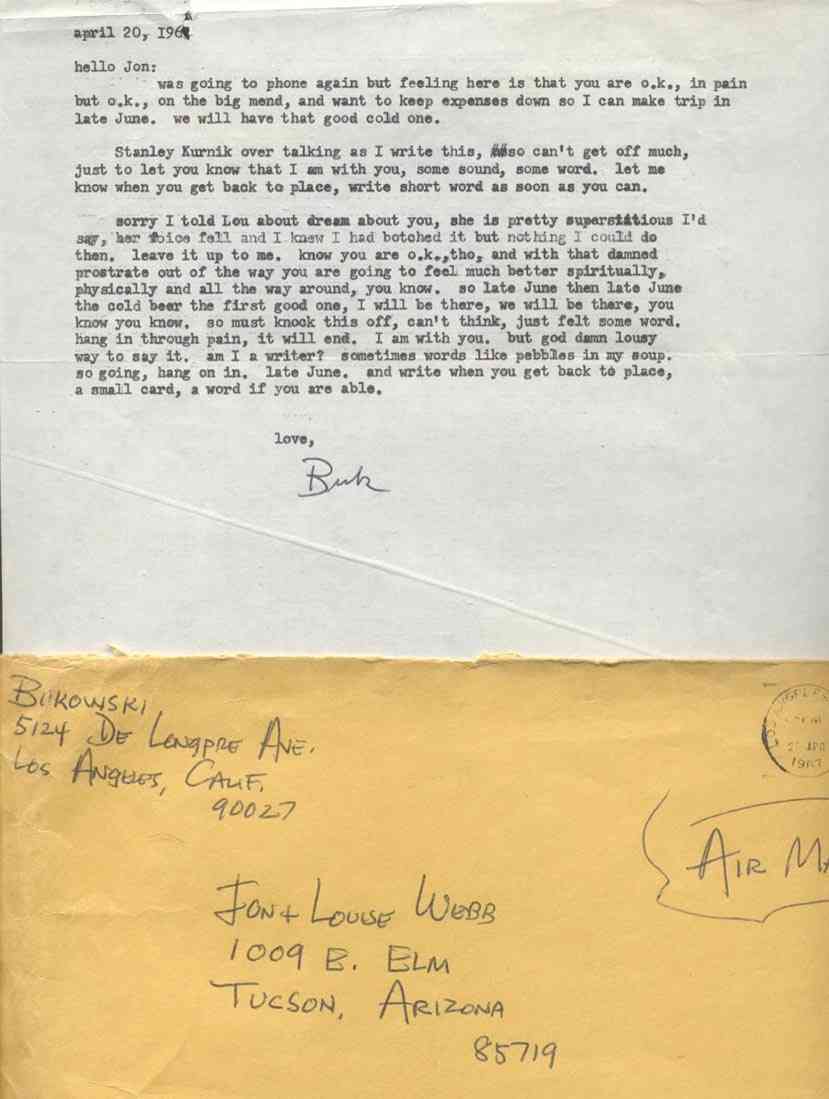 april 20, 196
hello Jon:
was going to phone again but feeling here is that you are o.k., in pain
but o.k., on the big mend, and want to keep expenses down so I can make trip in
late June. we will have that good cold one.
Stanley Kurnik over talking as I write this, so can't get off much,
just to let you know that I am with you, some sound, some word. let me
know when you get back to place, write short word as soon as you can.
sorry I told Lou about dream about you, she is pretty superstitious I'd
say, her voice fell and I knew I had botched it but nothing I could do
then. leave it up to me. know you are o.k.,tho, and with that damned
prostrate out of the way you are going to feel much better spiritually,
physically and all the way around, you know. so late June then late June
the cold beer the first good one, I will be there, we will be there, you
know you know. so must knock this off, can't think, just felt some word.
hang in through pain, it will end. I am with you. but god damn lousy
way to say it. am I a writer? sometimes words like pebbles in my soup.
so going, hang on in. late June. and write when you get back to place,
a small card, a word if you are able.
love,
Buk
BUKOWSKI
5124 DE LONGPRE AVE.
LOS ANGELES, CALIF.
90027
AIR MA
JON + LOUISE WEBB
1009 E. ELM
TUCSON, ARIZONA
85719